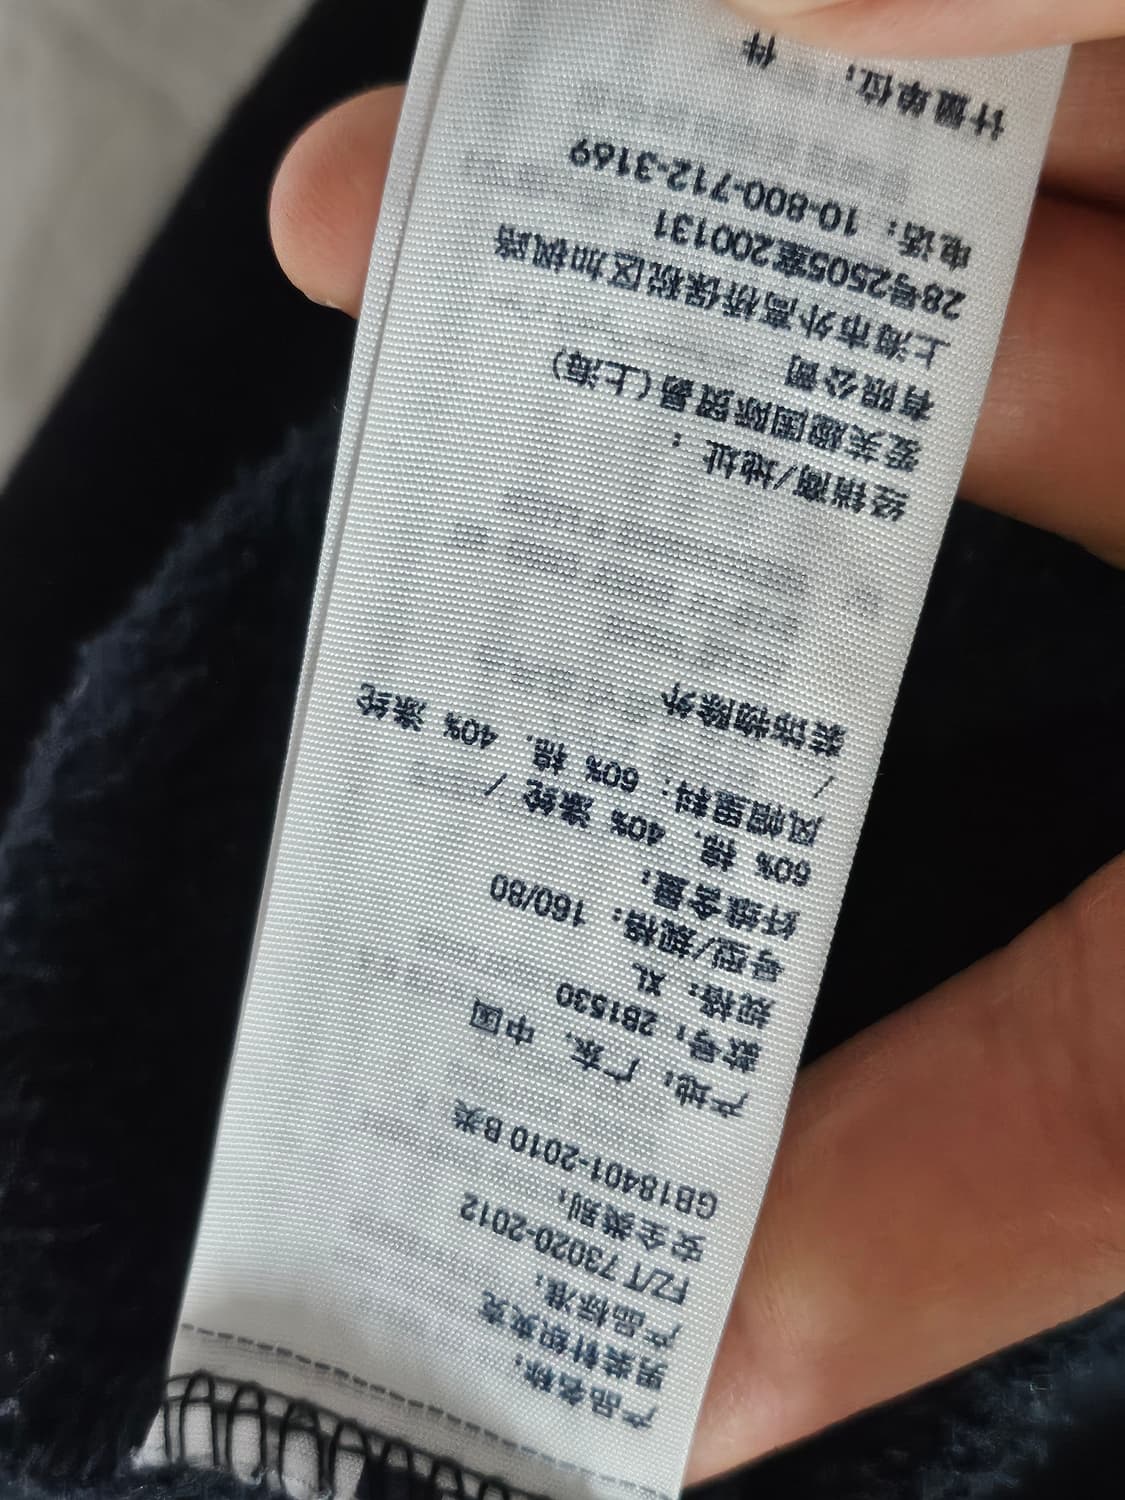 产品名称:
男装针织夹克
产品标准:
FZ/T 73020-2012
安全类别:
GB18401-2010 B类
产地: 广东, 中国
款号: 2B1530
规格: XL
号型/规格: 160/80
纤维含量:
60% 棉, 40% 涤纶 /
风帽里料: 60% 棉, 40% 涤纶
/
装饰物除外
经销商/地址:
爱芙趣国际贸易(上海)
有限公司
上海市外高桥保税区加枫路
28号2505室200131
电话: 10-800-712-3169
计量单位: 件